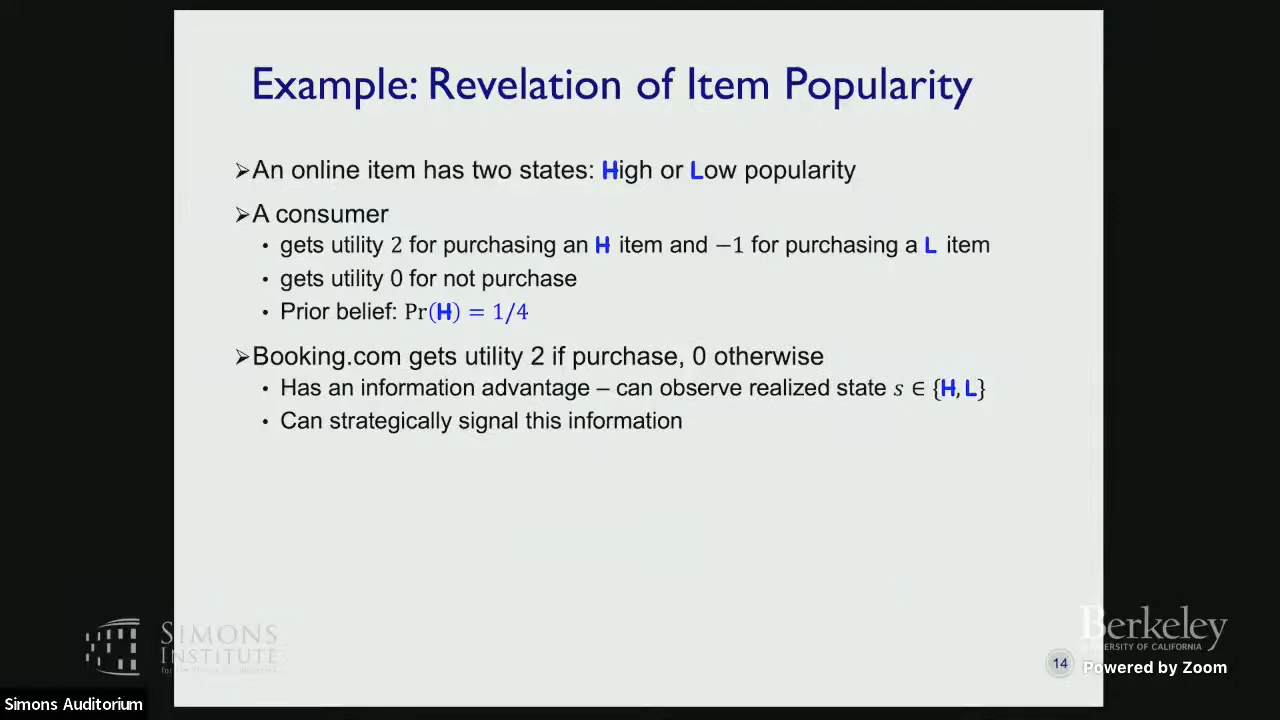 Example: Revelation of Item Popularity
➢An online item has two states: High or Low popularity
➢A consumer
• gets utility 2 for purchasing an H item and −1 for purchasing a L item
• gets utility 0 for not purchase
• Prior belief: Pr(H) = 1/4
➢Booking.com gets utility 2 if purchase, 0 otherwise
• Has an information advantage – can observe realized state s ∈ {H, L}
• Can strategically signal this information
SIMONS
INSTITUTE
Berkeley
UNIVERSITY OF CALIFORNIA
14
Powered by Zoom
Simons Auditorium